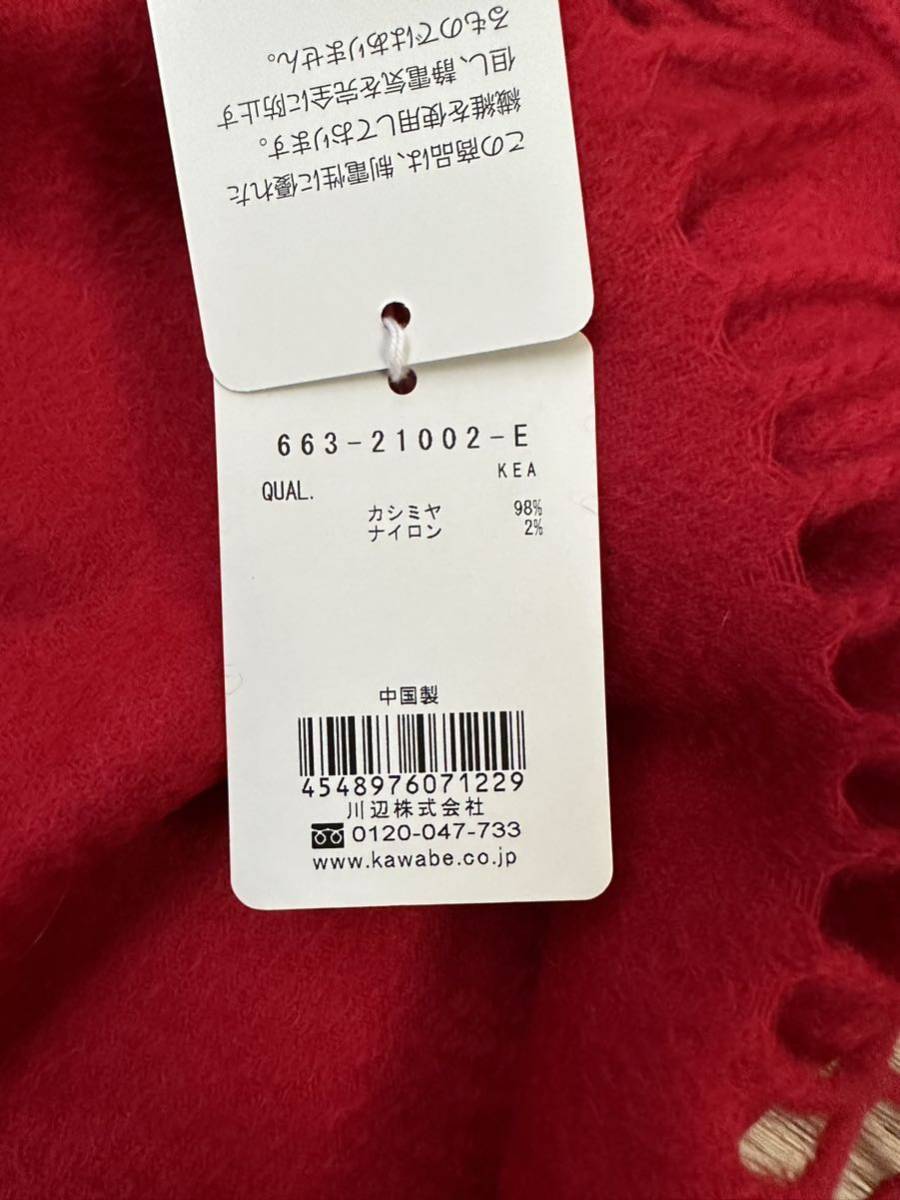 この商品は、制電性に優れた
繊維を使用しております。
但し、静電気を完全に防止す
るものではありません。
663-21002-E
KEA
QUAL.
カシミヤ 98%
ナイロン 2%
中国製
4548976071229
川辺株式会社
0120-047-733
www.kawabe.co.jp